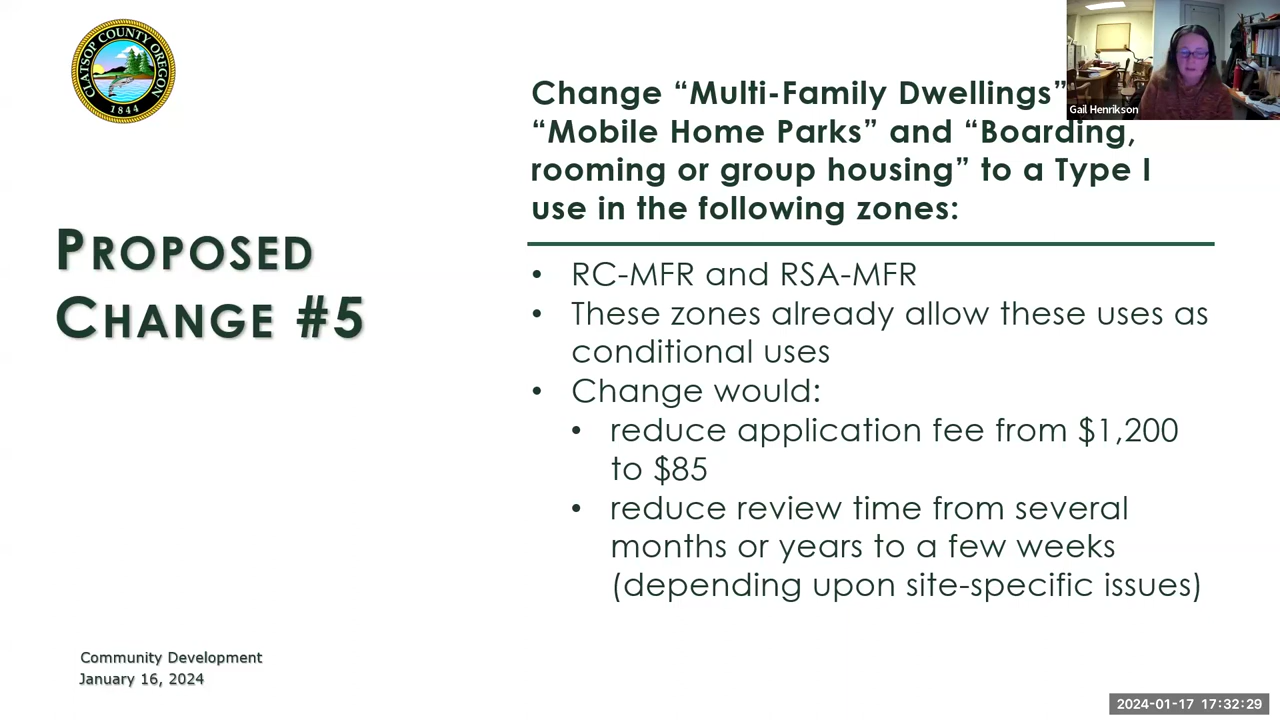 CLATSOP COUNTY OREGON
1844
PROPOSED
CHANGE #5
Change “Multi-Family Dwellings”
“Mobile Home Parks” and “Boarding,
rooming or group housing” to a Type I
use in the following zones:
• RC-MFR and RSA-MFR
• These zones already allow these uses as
conditional uses
• Change would:
• reduce application fee from $1,200
to $85
• reduce review time from several
months or years to a few weeks
(depending upon site-specific issues)
Gail Henrikson
Community Development
January 16, 2024
2024-01-17 17:32:29